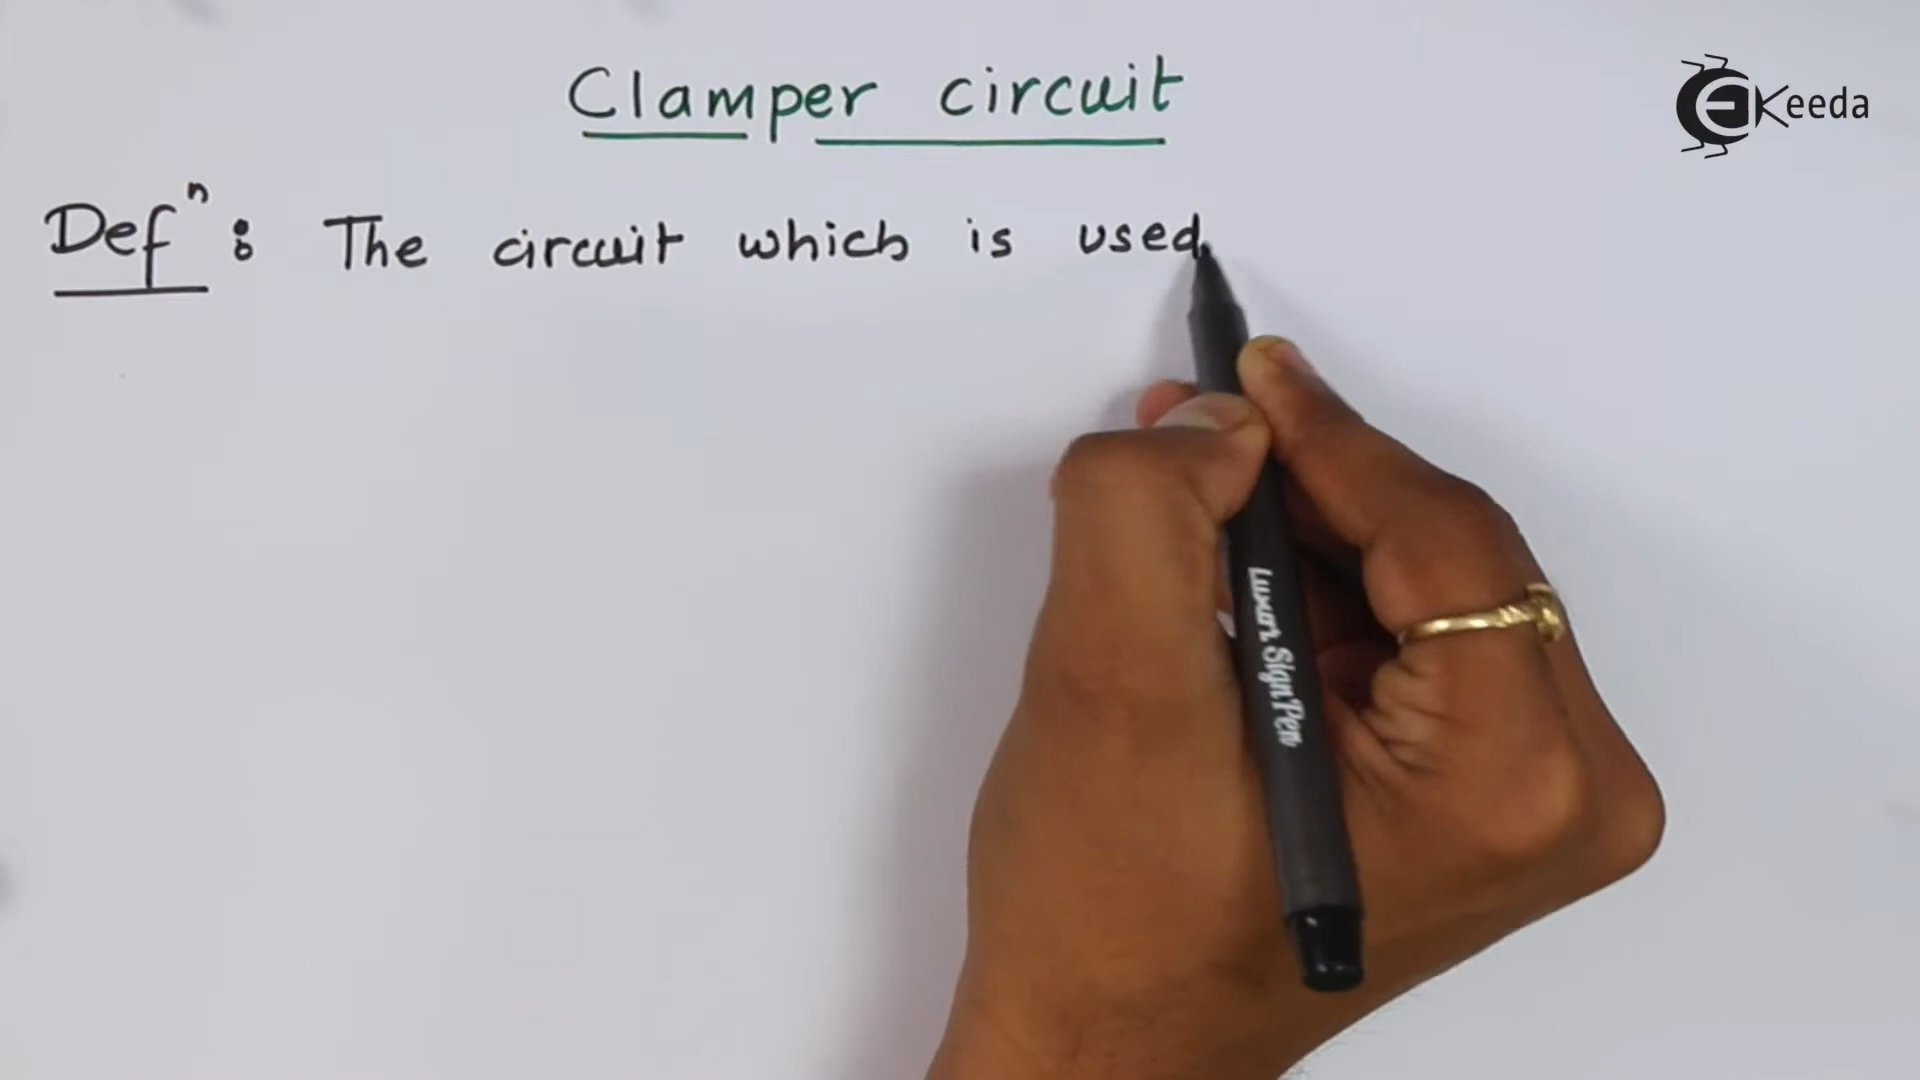 Clamper circuit
Keeda
Defⁿ : The circuit which is used
Luxor Sign Pen